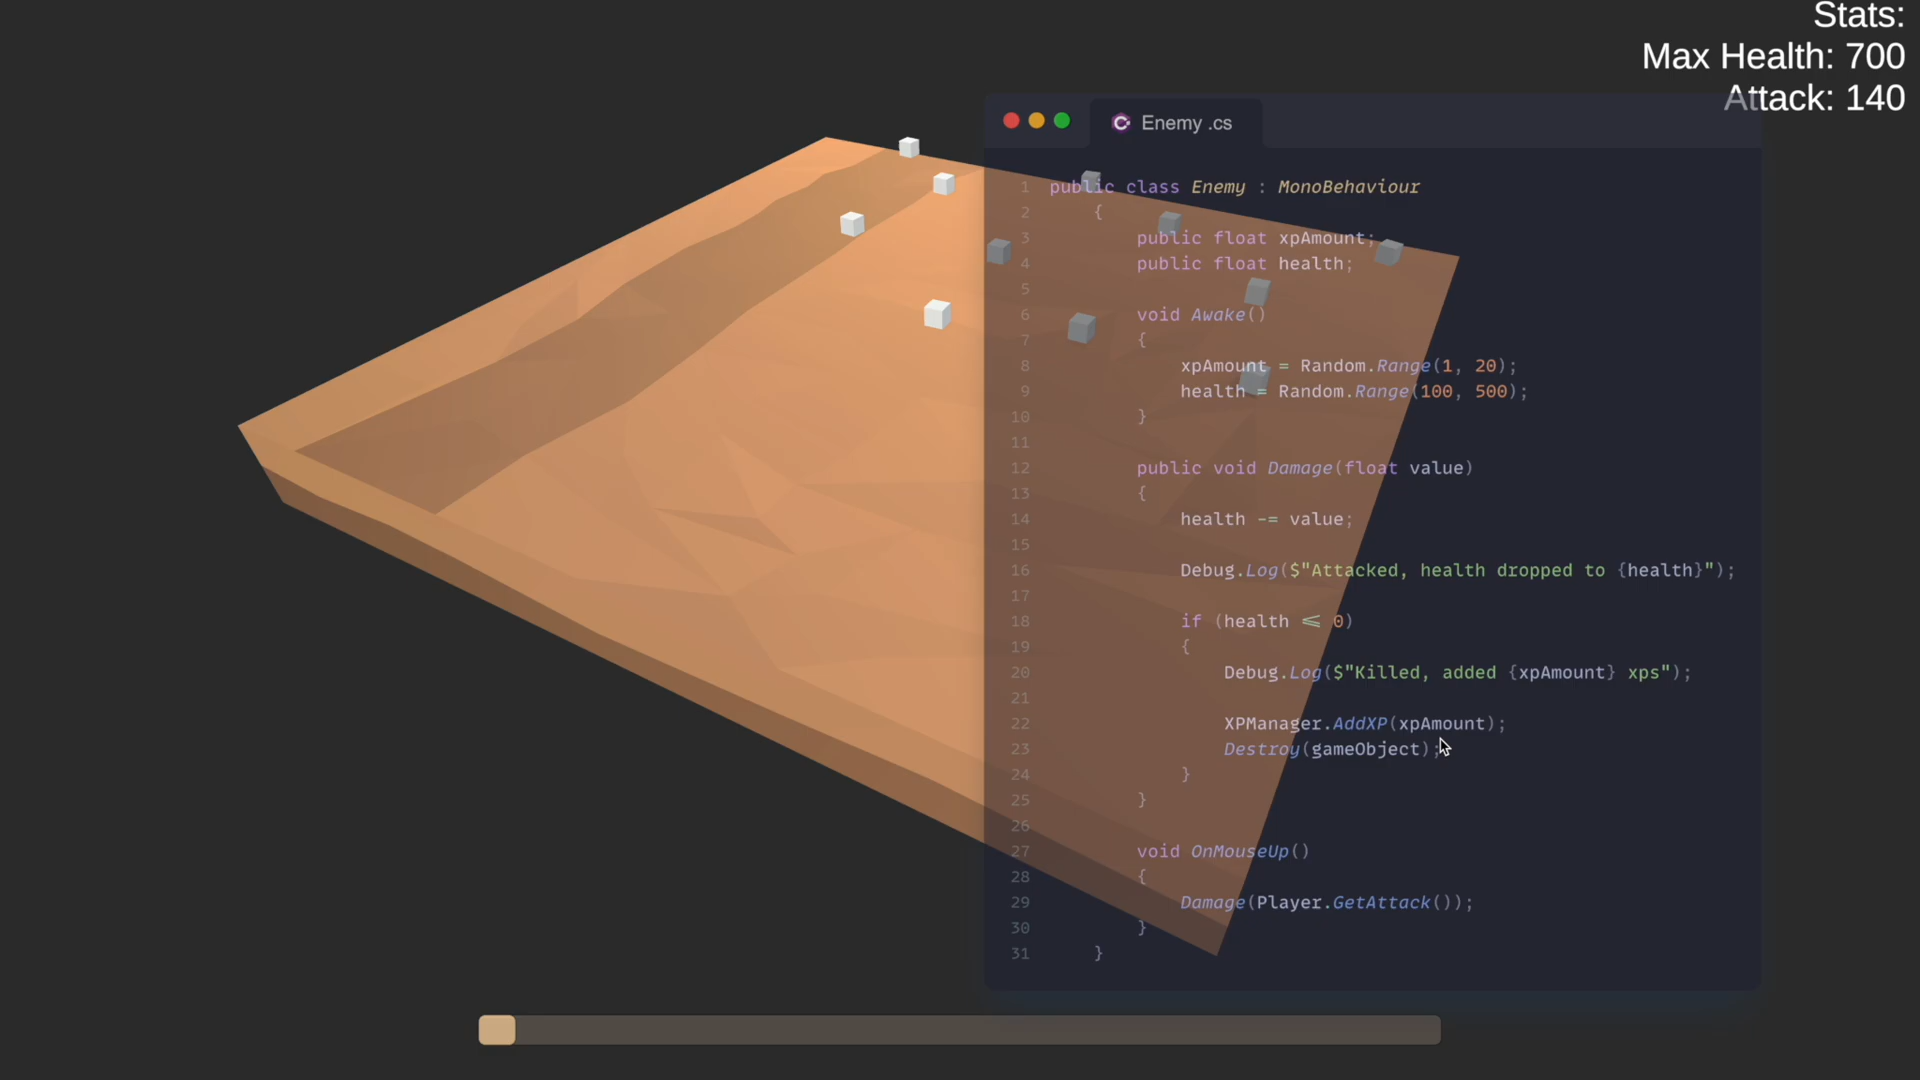 Stats:
Max Health: 700
Attack: 140
Enemy .cs
1 public class Enemy : MonoBehaviour
2 {
3 public float xpAmount;
4 public float health;
5
6 void Awake()
7 {
8 xpAmount = Random.Range(1, 20);
9 health = Random.Range(100, 500);
10 }
11
12 public void Damage(float value)
13 {
14 health -= value;
15
16 Debug.Log($"Attacked, health dropped to {health}");
17
18 if (health <= 0)
19 {
20 Debug.Log($"Killed, added {xpAmount} xps");
21
22 XPManager.AddXP(xpAmount);
23 Destroy(gameObject);
24 }
25 }
26
27 void OnMouseUp()
28 {
29 Damage(Player.GetAttack());
30 }
31 }